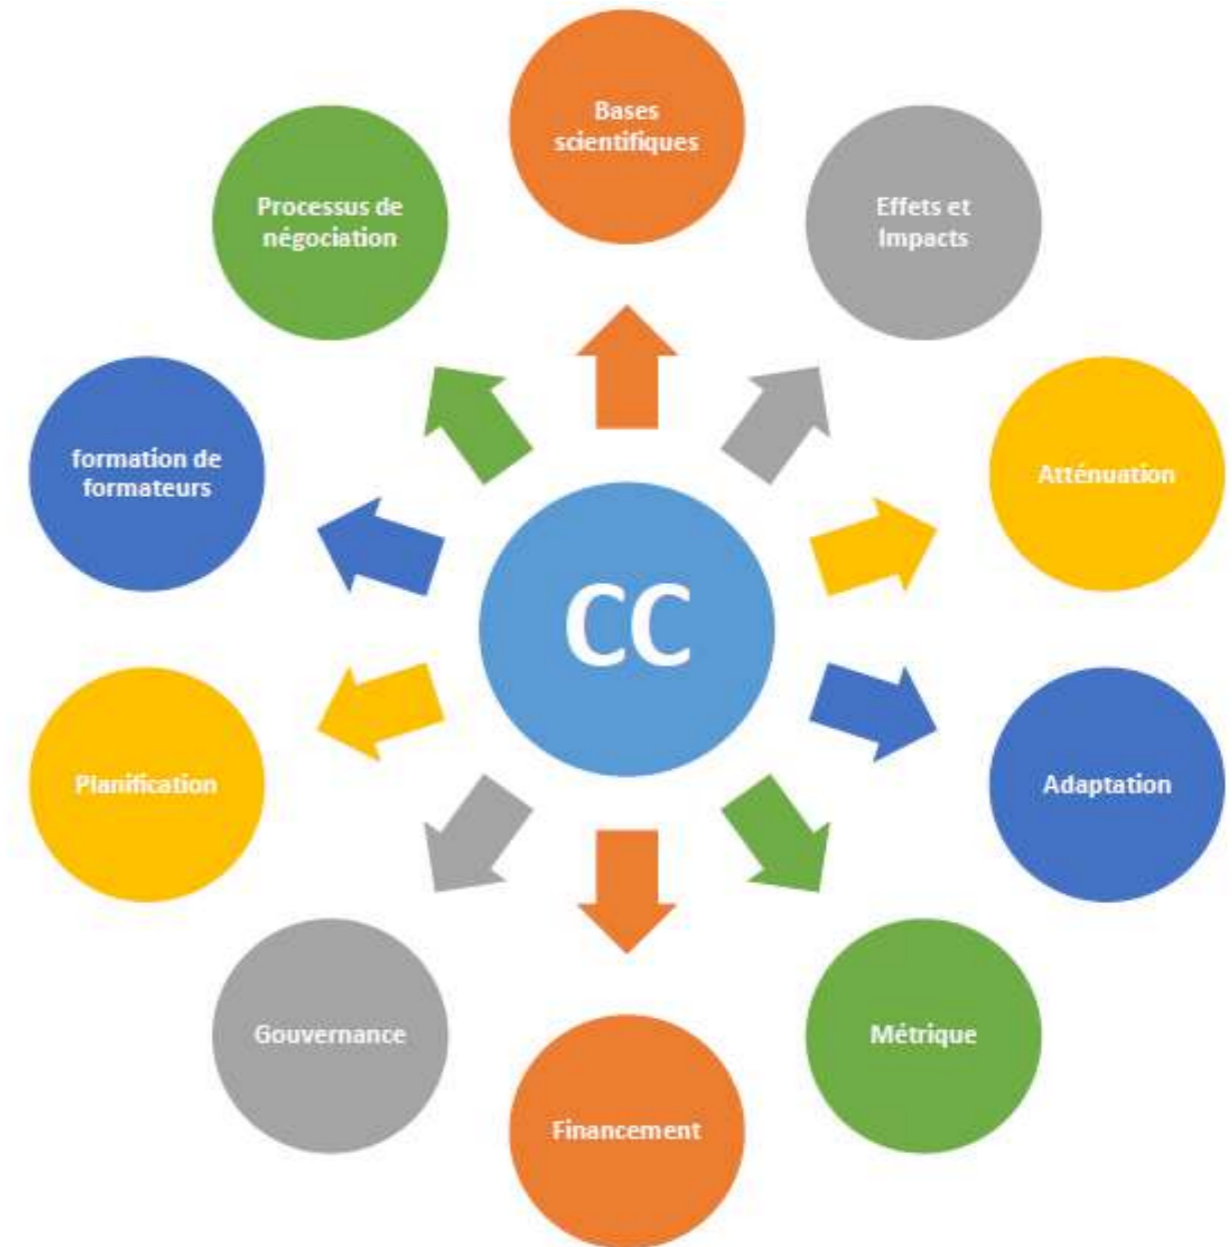 Bases
scientifiques
Effets et
Impacts
Atténuation
Adaptation
Métrique
Financement
Gouvernance
Planification
formation de
formateurs
Processus de
négociation
CC